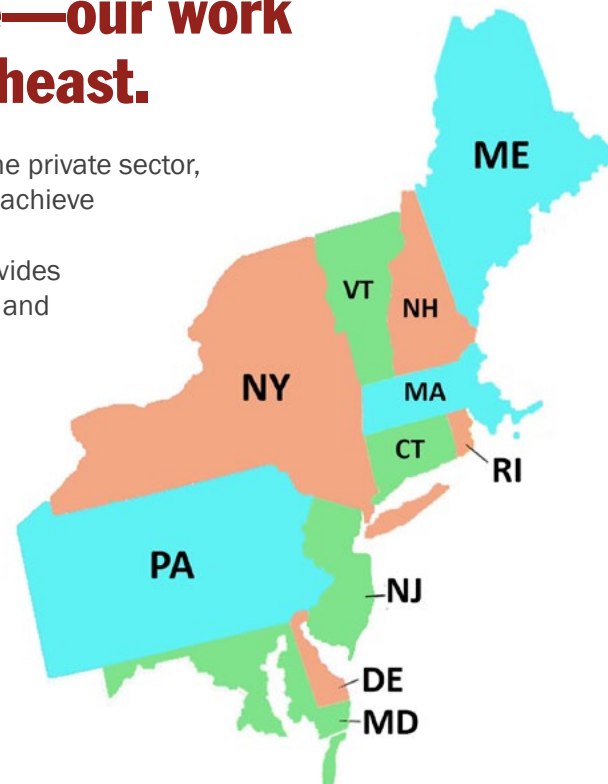 —our work
heast.
private sector,
achieve
vides
and
ME
VT
NH
NY
MA
CT
RI
PA
NJ
DE
MD